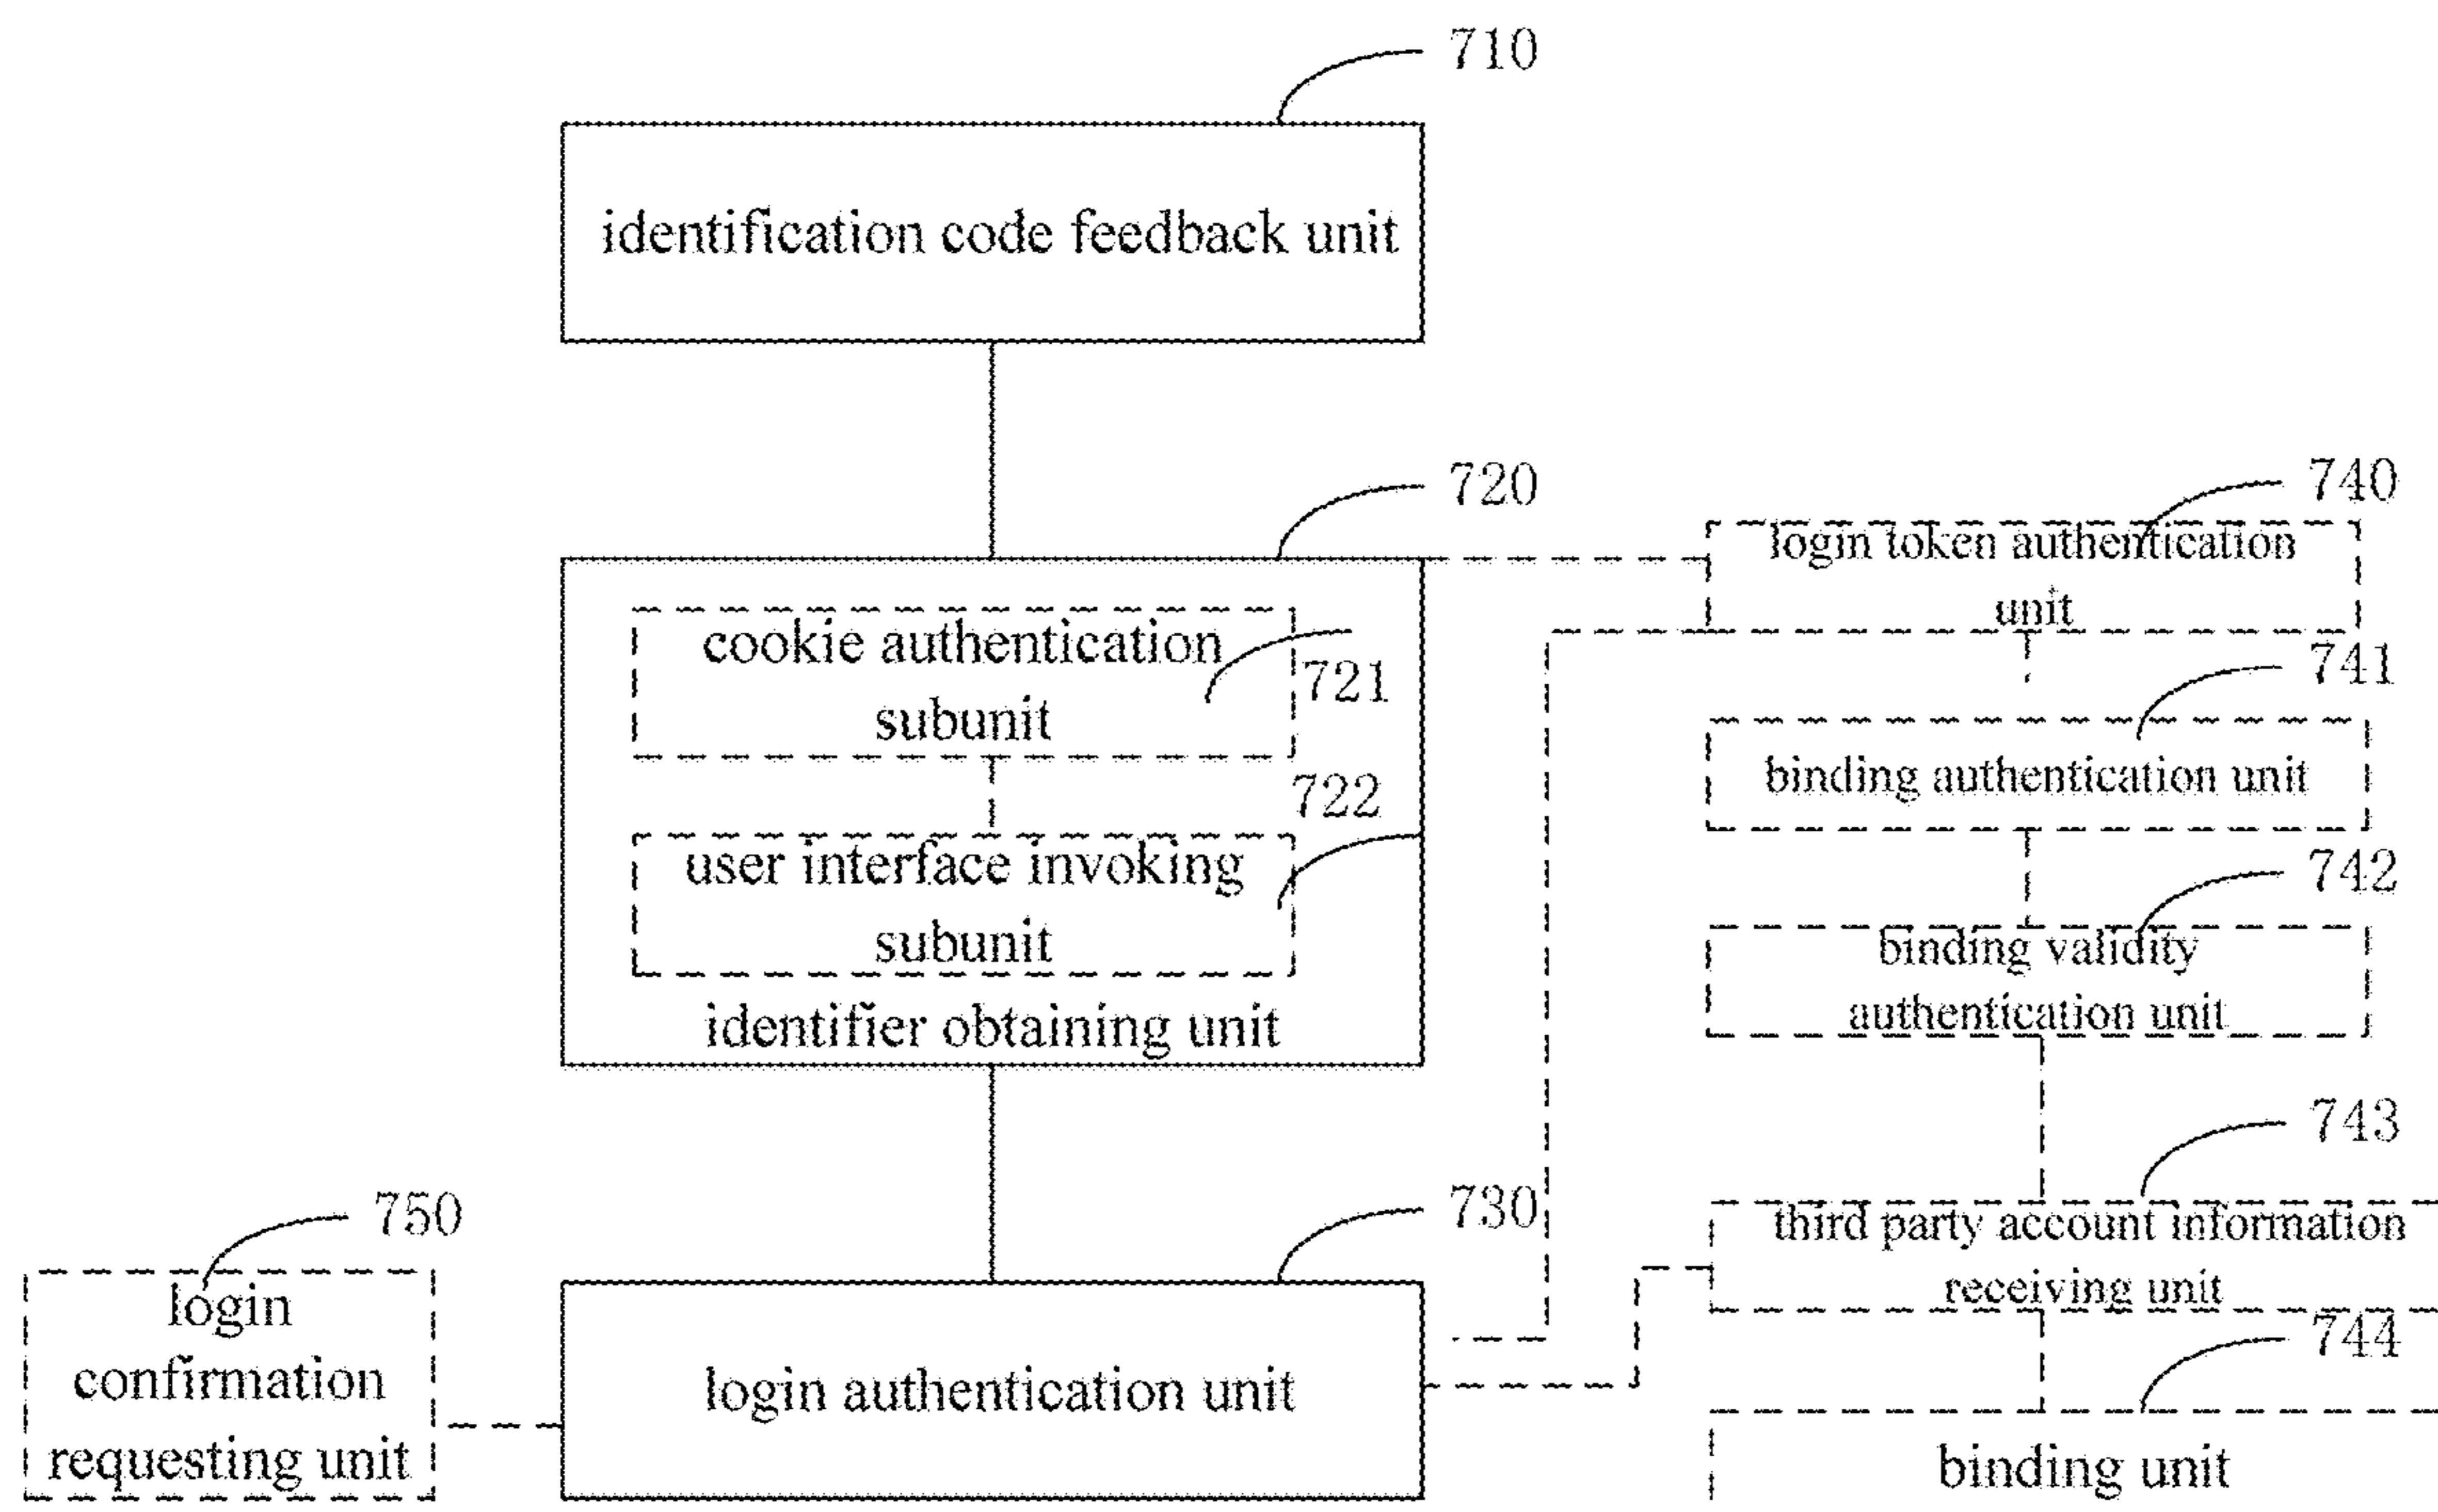 710
identification code feedback unit
720
cookie authentication
subunit
721
722
user interface invoking
subunit
identifier obtaining unit
740
login token authentication
unit
741
binding authentication unit
742
binding validity
authentication unit
743
third party account information
receiving unit
744
binding unit
730
login authentication unit
750
login
confirmation
requesting unit